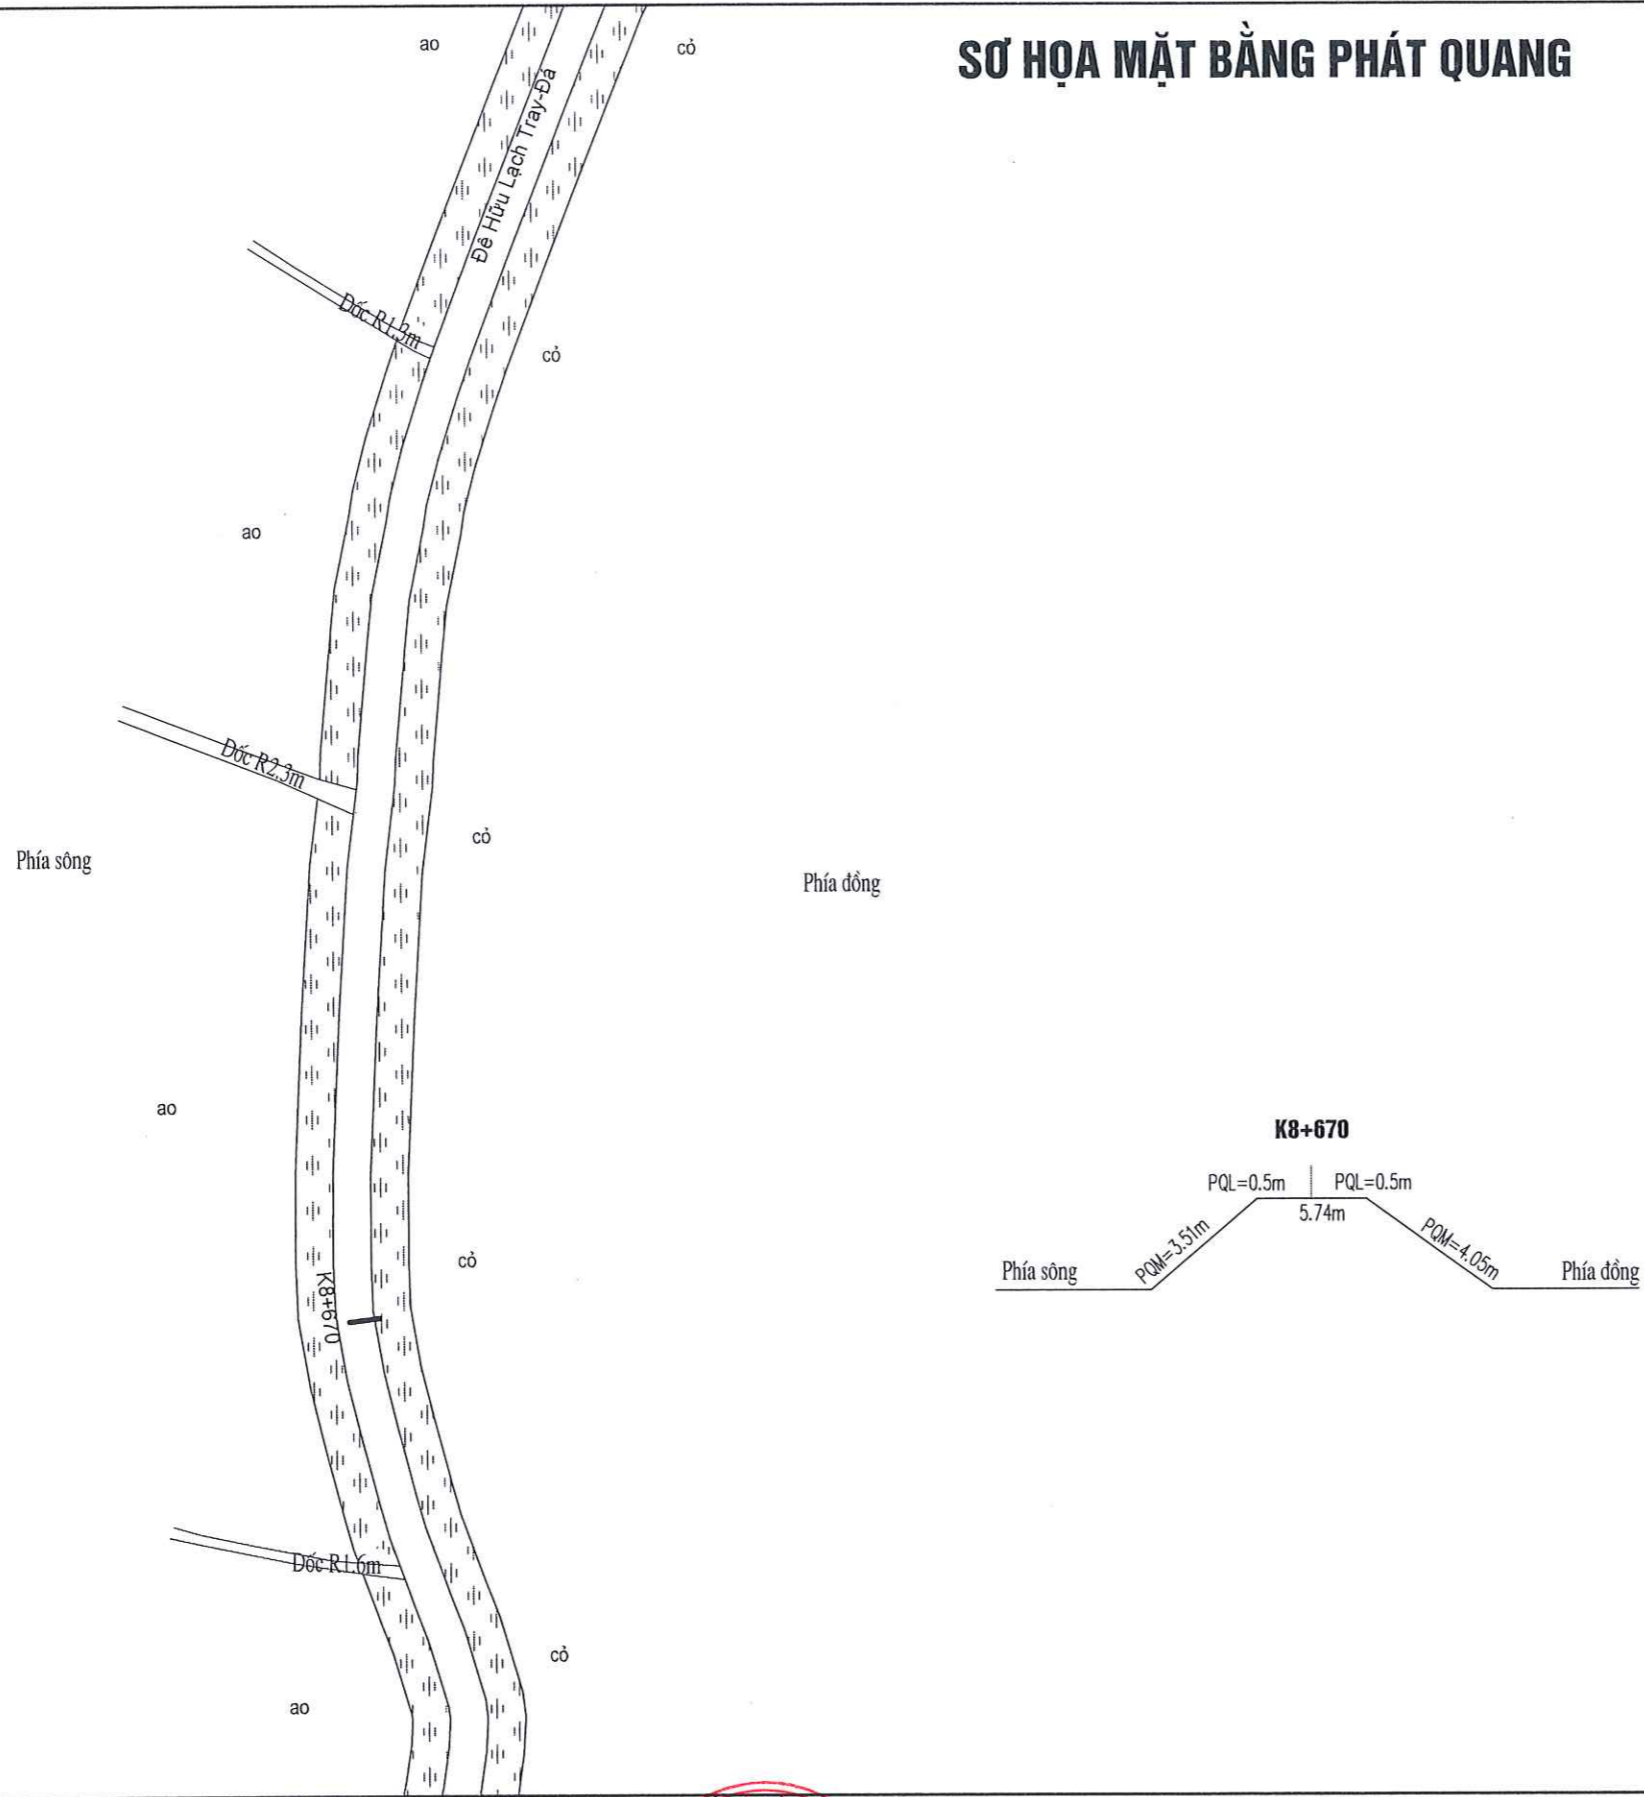 SƠ HỌA MẶT BẰNG PHÁT QUANG
ao
cỏ
Đê Hữu Lạch Tray-Đá
Dốc R1.3m
cỏ
ao
Dốc R2.3m
cỏ
Phía sông
Phía đồng
ao
K8+670
PQL=0.5m PQL=0.5m
5.74m
PQM=3.51m
PQM=4.05m
Phía sông
Phía đồng
cỏ
K8+670
Dốc R1.6m
cỏ
ao